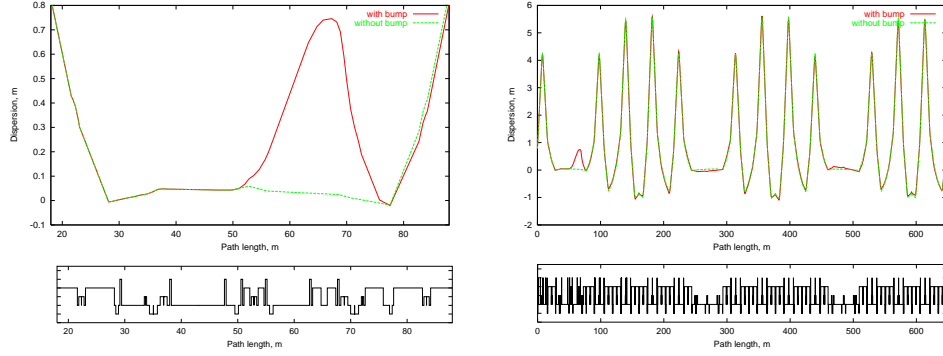 0.8
0.7
0.6
0.5
0.4
0.3
0.2
0.1
0
-0.1
Dispersion, m
with bump
without bump
20 30 40 50 60 70 80
Path length, m
20 30 40 50 60 70 80
Path length, m
6
5
4
3
2
1
0
-1
-2
Dispersion, m
with bump
without bump
0 100 200 300 400 500 600
Path length, m
0 100 200 300 400 500 600
Path length, m